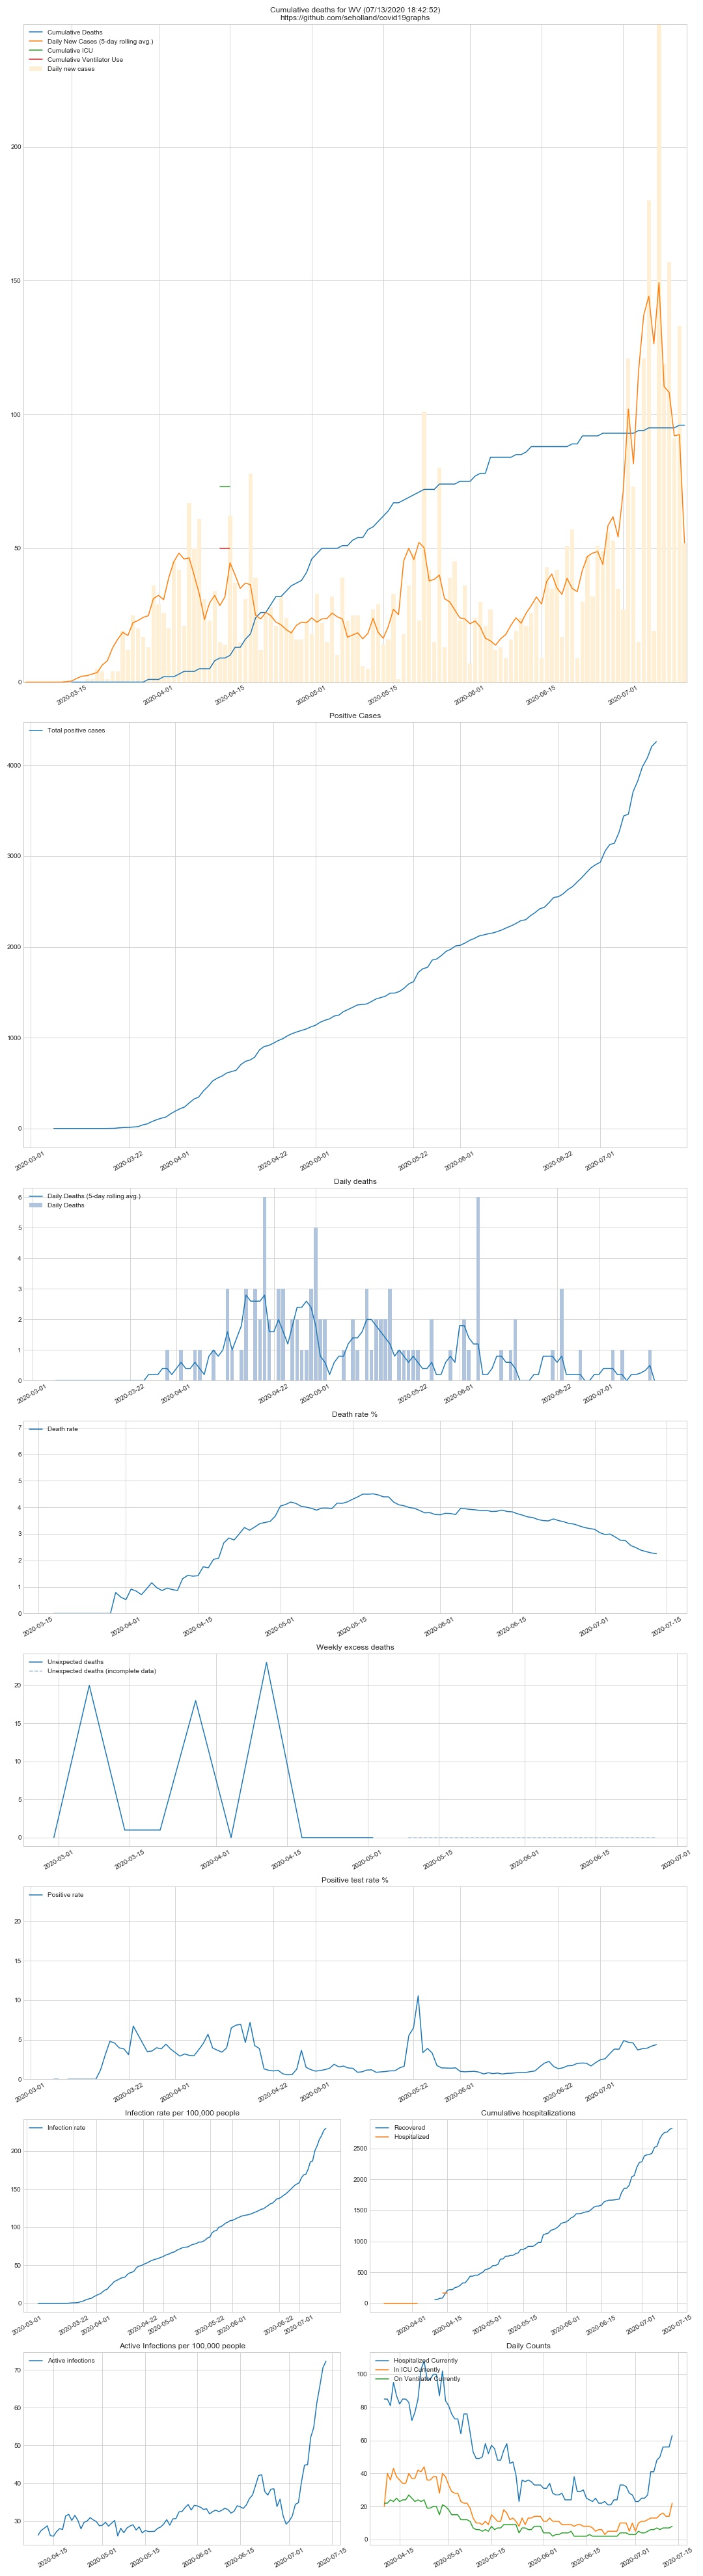 Cumulative deaths for WV (07/13/2020 18:42:52)
https://github.com/seholland/covid19graphs
Cumulative Deaths
Daily New Cases (5-day rolling avg.)
Cumulative ICU
Cumulative Ventilator Use
Daily new cases
200
150
100
50
0
2020-03-15 2020-04-01 2020-04-15 2020-05-01 2020-05-15 2020-06-01 2020-06-15 2020-07-01
Positive Cases
Total positive cases
4000
3000
2000
1000
0
2020-03-01 2020-03-22 2020-04-01 2020-04-22 2020-05-01 2020-05-22 2020-06-01 2020-06-22 2020-07-01
Daily deaths
Daily Deaths (5-day rolling avg.)
Daily Deaths
6
5
4
3
2
1
0
2020-03-01 2020-03-22 2020-04-01 2020-04-22 2020-05-01 2020-05-22 2020-06-01 2020-06-22 2020-07-01
Death rate %
Death rate
7
6
5
4
3
2
1
0
2020-03-15 2020-04-01 2020-04-15 2020-05-01 2020-05-15 2020-06-01 2020-06-15 2020-07-01 2020-07-15
Weekly excess deaths
Unexpected deaths
Unexpected deaths (incomplete data)
20
15
10
5
0
2020-03-01 2020-03-15 2020-04-01 2020-04-15 2020-05-01 2020-05-15 2020-06-01 2020-06-15 2020-07-01
Positive test rate %
Positive rate
20
15
10
5
0
2020-03-01 2020-03-22 2020-04-01 2020-04-22 2020-05-01 2020-05-22 2020-06-01 2020-06-22 2020-07-01
Infection rate per 100,000 people
Infection rate
200
150
100
50
0
2020-03-01 2020-03-22 2020-04-01 2020-04-22 2020-05-01 2020-05-22 2020-06-01 2020-06-22 2020-07-01
Cumulative hospitalizations
Recovered
Hospitalized
2500
2000
1500
1000
500
0
2020-04-01 2020-04-15 2020-05-01 2020-05-15 2020-06-01 2020-06-15 2020-07-01 2020-07-15
Active Infections per 100,000 people
Active infections
70
60
50
40
30
2020-04-15 2020-05-01 2020-05-15 2020-06-01 2020-06-15 2020-07-01 2020-07-15
Daily Counts
Hospitalized Currently
In ICU Currently
On Ventilator Currently
100
80
60
40
20
0
2020-04-15 2020-05-01 2020-05-15 2020-06-01 2020-06-15 2020-07-01 2020-07-15